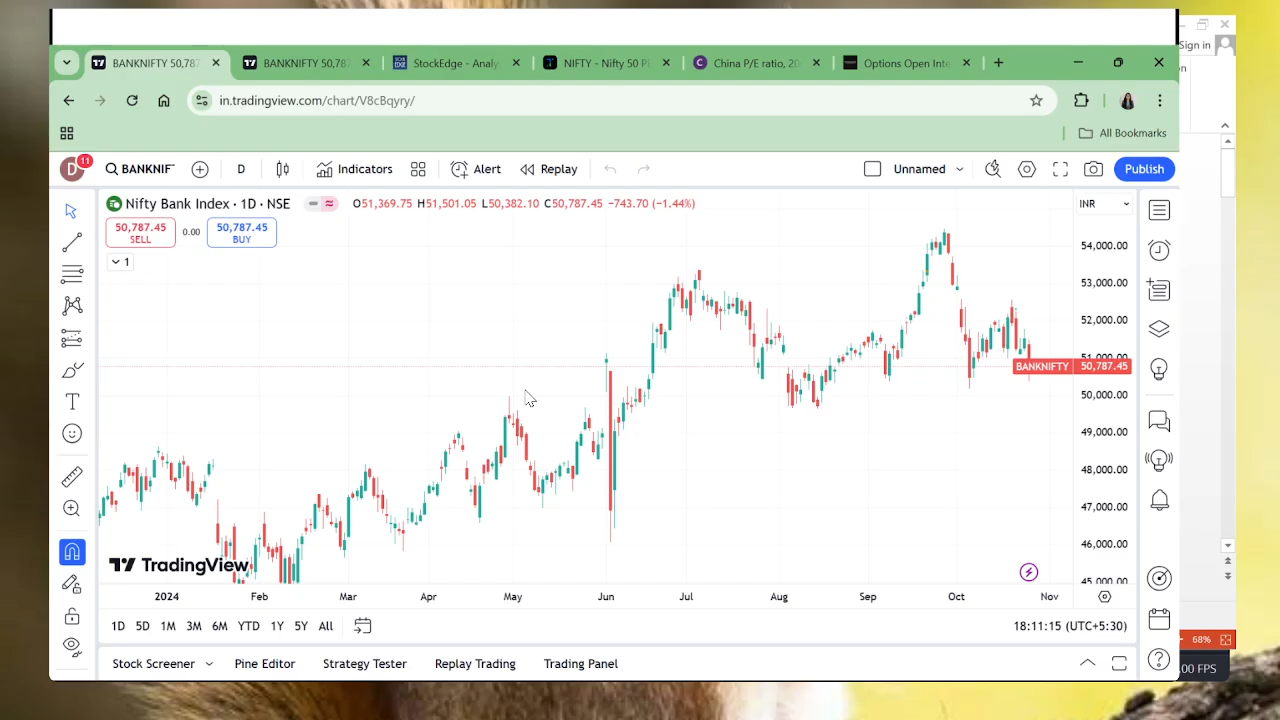 BANKNIFTY 50,787
BANKNIFTY 50,78
StockEdge - Analy
NIFTY - Nifty 50 P
China P/E ratio, 20
Options Open Inte
Sign in
in.tradingview.com/chart/V8cBqyry/
All Bookmarks
D 11 BANKNIF D Indicators Alert Replay Unnamed Publish
Nifty Bank Index · 1D · NSE O51,369.75 H51,501.05 L50,382.10 C50,787.45 −743.70 (−1.44%)
INR
50,787.45 0.00 50,787.45
SELL BUY
1
54,000.00
53,000.00
52,000.00
51,000.00
BANKNIFTY 50,787.45
50,000.00
49,000.00
48,000.00
47,000.00
46,000.00
45,000.00
TradingView
2024 Feb Mar Apr May Jun Jul Aug Sep Oct Nov
1D 5D 1M 3M 6M YTD 1Y 5Y All
18:11:15 (UTC+5:30)
68%
Stock Screener Pine Editor Strategy Tester Replay Trading Trading Panel
.00 FPS